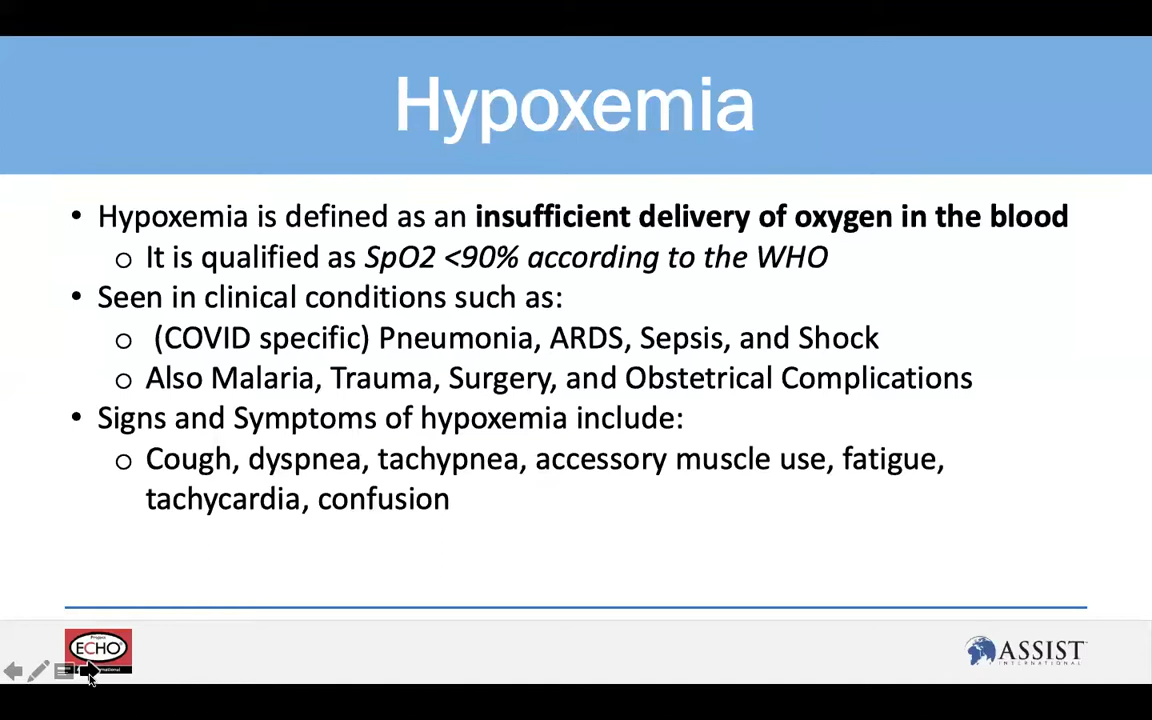 Hypoxemia
• Hypoxemia is defined as an insufficient delivery of oxygen in the blood
o It is qualified as SpO2 <90% according to the WHO
• Seen in clinical conditions such as:
o (COVID specific) Pneumonia, ARDS, Sepsis, and Shock
o Also Malaria, Trauma, Surgery, and Obstetrical Complications
• Signs and Symptoms of hypoxemia include:
o Cough, dyspnea, tachypnea, accessory muscle use, fatigue,
tachycardia, confusion
Project
ECHO
ASSIST
INTERNATIONAL